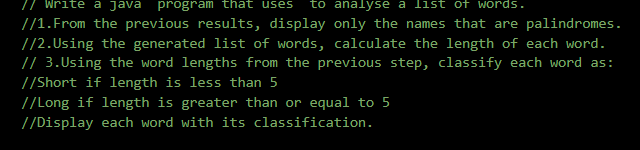 // Write a java program that uses to analyse a list of words.
//1.From the previous results, display only the names that are palindromes.
//2.Using the generated list of words, calculate the length of each word.
// 3.Using the word lengths from the previous step, classify each word as:
//Short if length is less than 5
//Long if length is greater than or equal to 5
//Display each word with its classification.